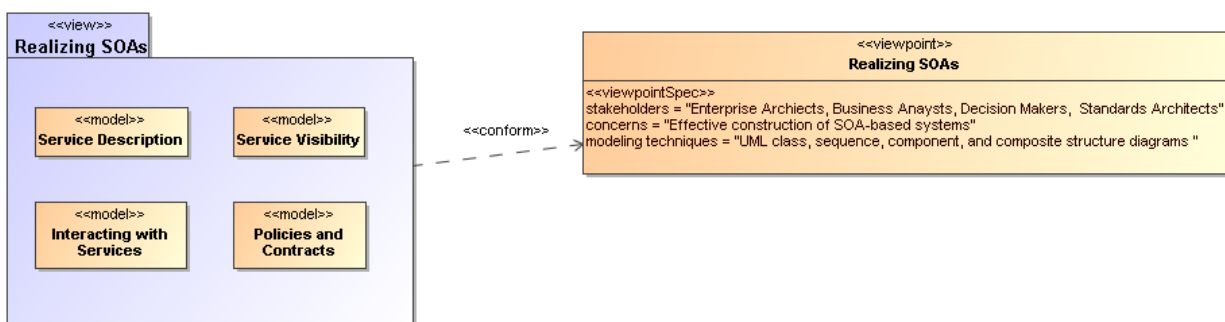 <<view>>
Realizing SOAs
<<model>>
Service Description
<<model>>
Service Visibility
<<model>>
Interacting with
Services
<<model>>
Policies and
Contracts
<<conform>>
<<viewpoint>>
Realizing SOAs
<<viewpointSpec>>
stakeholders = "Enterprise Archiects, Business Anaysts, Decision Makers,  Standards Architects"
concerns = "Effective construction of SOA-based systems"
modeling techniques = "UML class, sequence, component, and composite structure diagrams "